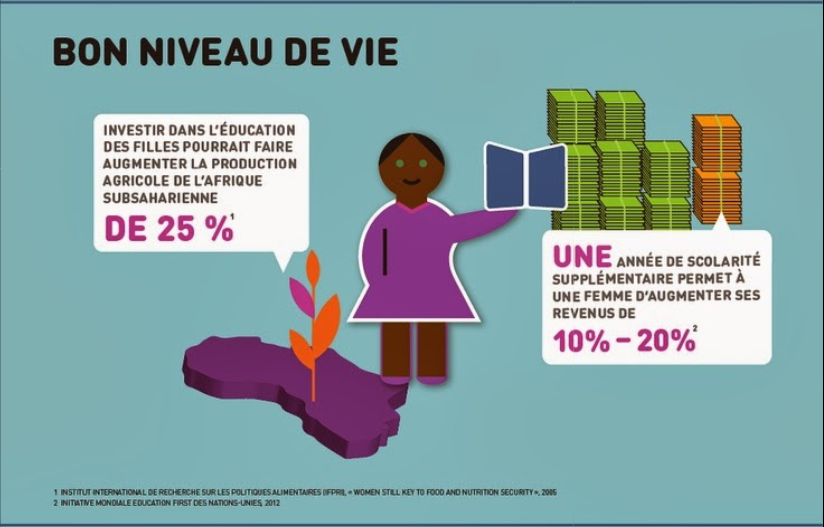 BON NIVEAU DE VIE
INVESTIR DANS L'ÉDUCATION
DES FILLES POURRAIT FAIRE
AUGMENTER LA PRODUCTION
AGRICOLE DE L'AFRIQUE
SUBSAHARIENNE
DE 25 %¹
UNE ANNÉE DE SCOLARITÉ
SUPPLÉMENTAIRE PERMET À
UNE FEMME D'AUGMENTER SES
REVENUS DE
10% – 20%²
1 INSTITUT INTERNATIONAL DE RECHERCHE SUR LES POLITIQUES ALIMENTAIRES (IFPRI), « WOMEN STILL KEY TO FOOD AND NUTRITION SECURITY », 2005
2 INITIATIVE MONDIALE EDUCATION FIRST DES NATIONS-UNIES, 2012